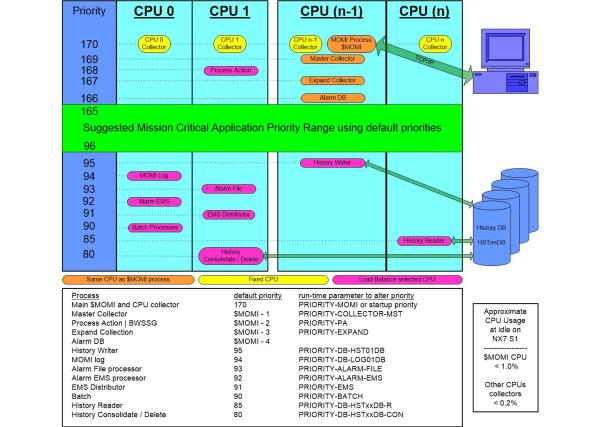 Priority CPU 0 CPU 1 CPU (n-1) CPU (n)
170 CPU 0 Collector CPU 1 Collector CPU n-1 Collector MOMI Process $MOMI CPU n Collector
TCP/IP
169 Master Collector
168 Process Action
167 Expand Collector
166 Alarm DB
165
Suggested Mission Critical Application Priority Range using default priorities
96
95 History Writer
94 MOMI Log
93 Alarm File
92 Alarm EMS
91 EMS Distributor
90 Batch Processes
History DB
85 History Reader HSTnnDB
80 History Consolidate / Delete
Same CPU as $MOMI process Fixed CPU Load Balance selected CPU
Process default priority run-time parameter to alter priority
Main $MOMI and CPU collector 170 PRIORITY-MOMI or startup priority
Master Collector $MOMI - 1 PRIORITY-COLLECTOR-MST
Process Action | BWSSG $MOMI - 2 PRIORITY-PA
Expand Collection $MOMI - 3 PRIORITY-EXPAND
Alarm DB $MOMI - 4
History Writer 95 PRIORITY-DB-HST01DB
MOMI log 94 PRIORITY-DB-LOG01DB
Alarm File processor 93 PRIORITY-ALARM-FILE
Alarm EMS processor 92 PRIORITY-ALARM-EMS
EMS Distributor 91 PRIORITY-EMS
Batch 90 PRIORITY-BATCH
History Reader 85 PRIORITY-DB-HSTxxDB-R
History Consolidate / Delete 80 PRIORITY-DB-HSTxxDB-CON
Approximate
CPU Usage
at idle on
NX7 S1
----------------
$MOMI CPU
< 1.0%
Other CPUs
collectors
< 0.2%